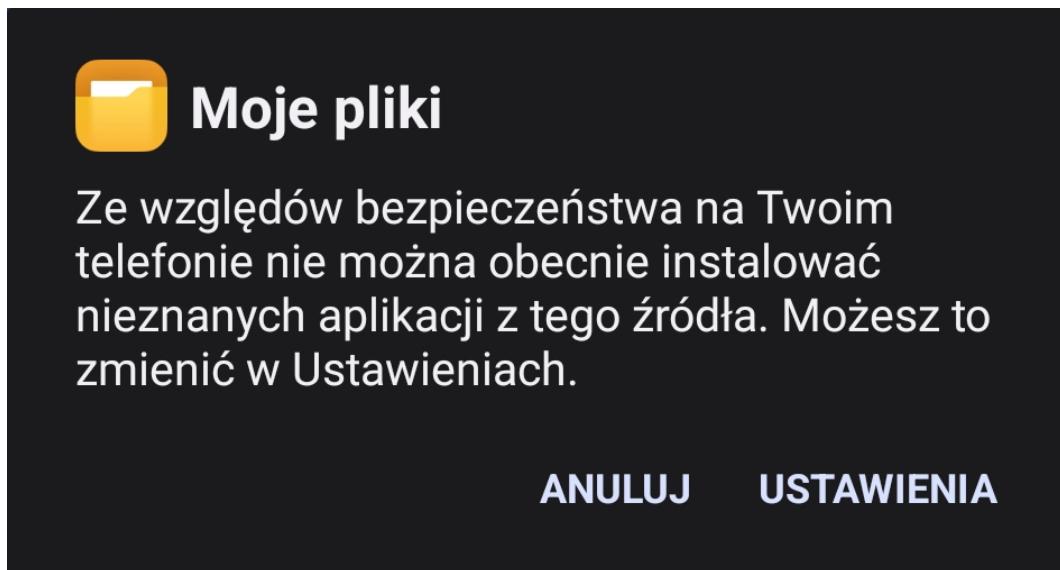 Moje pliki
Ze względów bezpieczeństwa na Twoim
telefonie nie można obecnie instalować
nieznanych aplikacji z tego źródła. Możesz to
zmienić w Ustawieniach.
ANULUJ USTAWIENIA